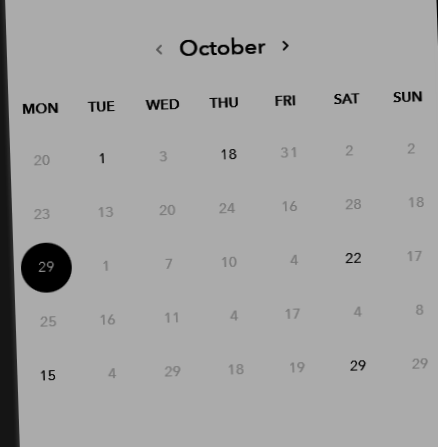 ‹ October ›
MON TUE WED THU FRI SAT SUN
20 1 3 18 31 2 2
23 13 20 24 16 28 18
29 1 7 10 4 22 17
25 16 11 4 17 4 8
15 4 29 18 19 29 29